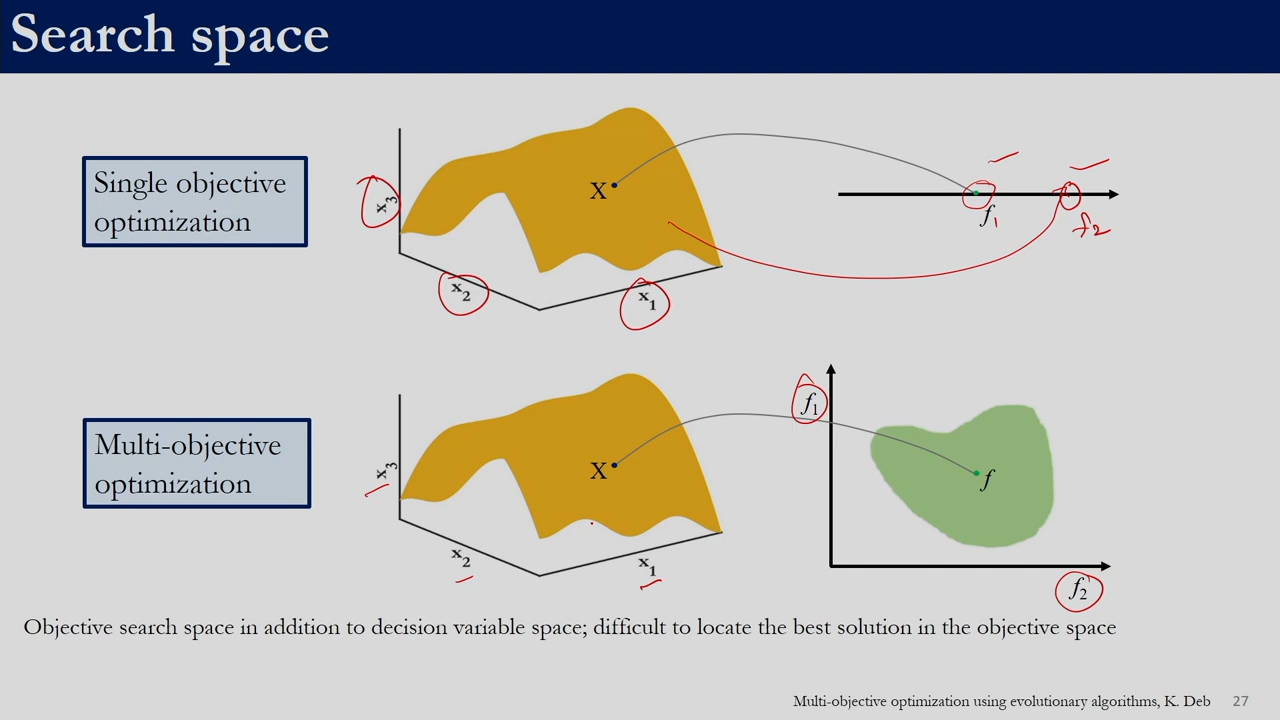 Search space
Single objective
optimization
x3
x2
x1
X
f1
f2
Multi-objective
optimization
x3
x2
x1
X
f1
f
f2
Objective search space in addition to decision variable space; difficult to locate the best solution in the objective space
Multi-objective optimization using evolutionary algorithms, K. Deb 27